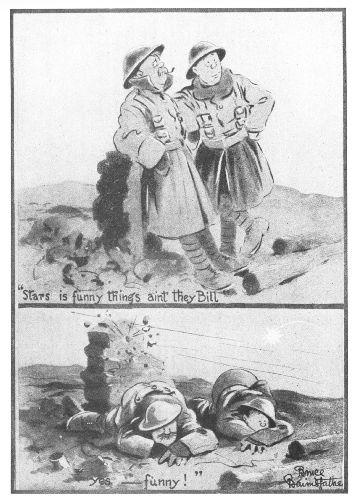 "Stars is funny things ain't they Bill"
yes — funny!"
Bruce
Bairnsfather